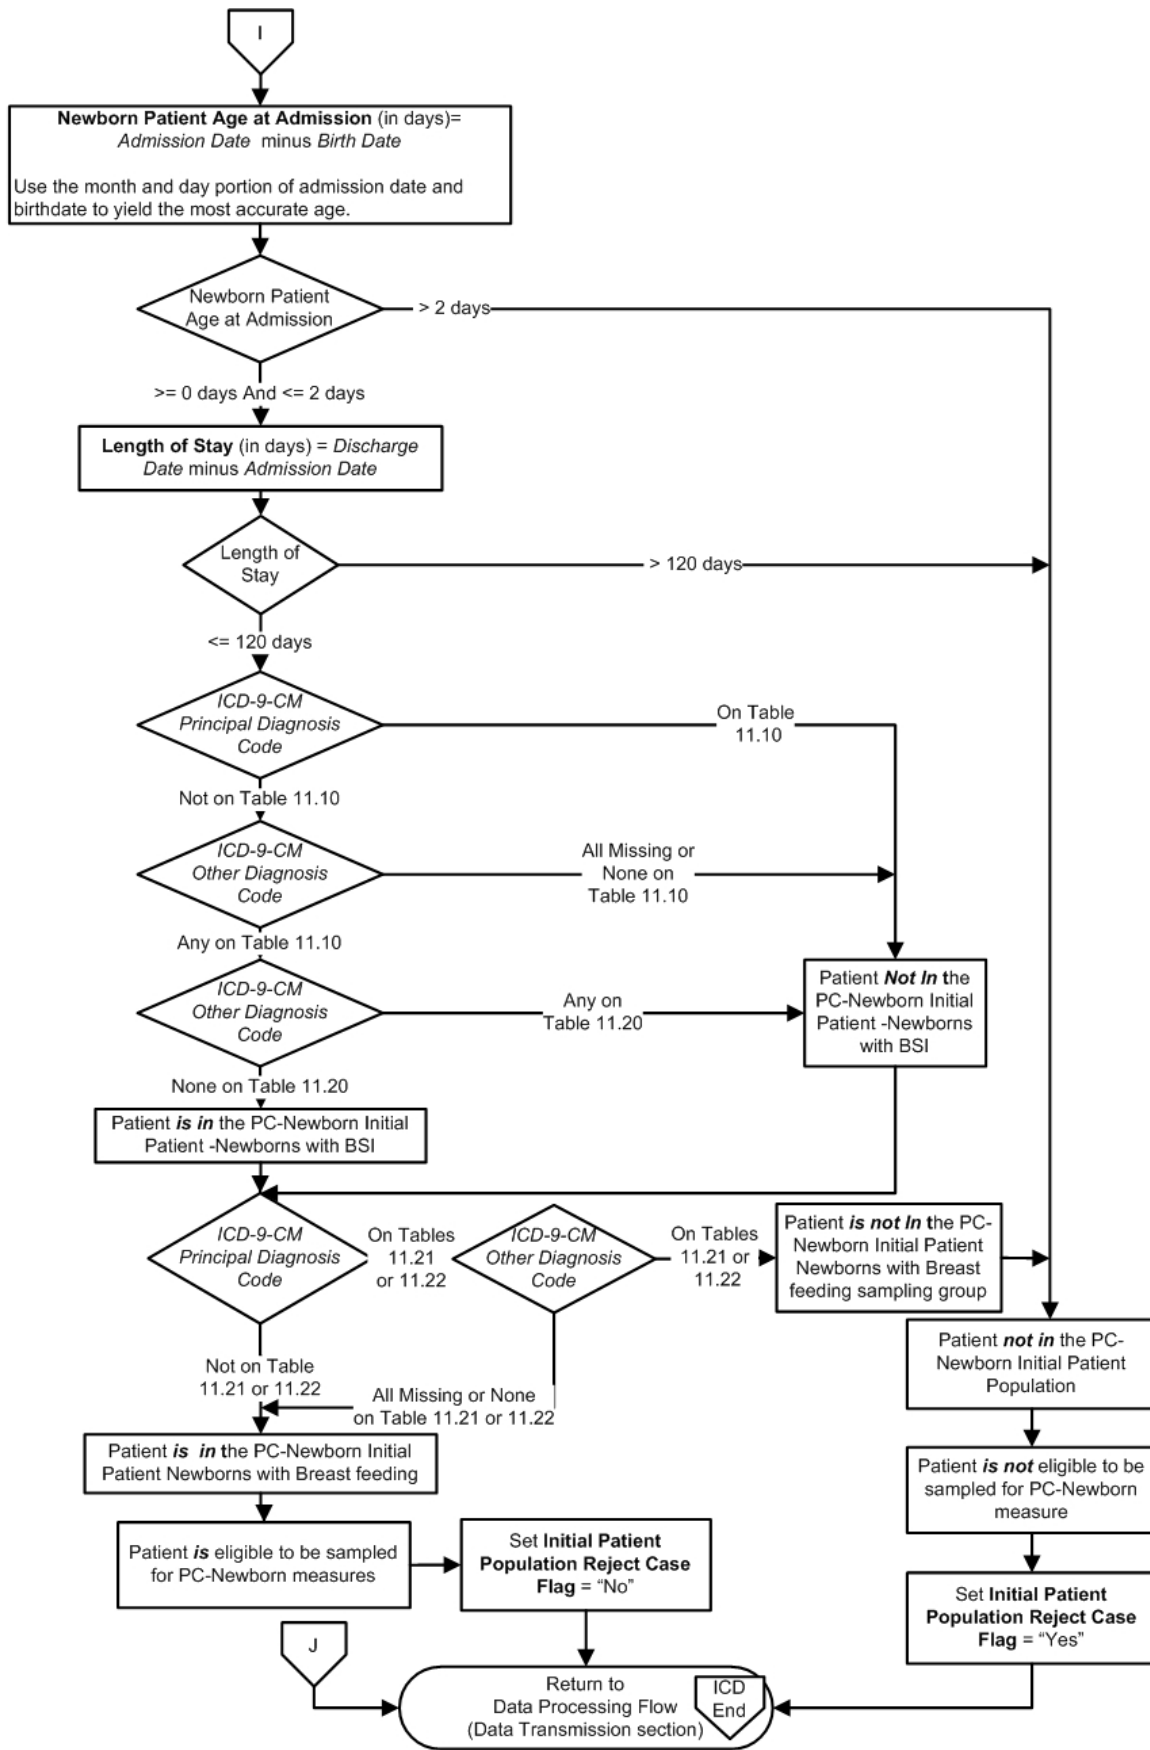 I
Newborn Patient Age at Admission (in days)=
Admission Date minus Birth Date
Use the month and day portion of admission date and
birthdate to yield the most accurate age.
Newborn Patient
Age at Admission
> 2 days
>= 0 days And <= 2 days
Length of Stay (in days) = Discharge
Date minus Admission Date
Length of
Stay
> 120 days
<= 120 days
ICD-9-CM
Principal Diagnosis
Code
On Table
11.10
Not on Table 11.10
ICD-9-CM
Other Diagnosis
Code
All Missing or
None on
Table 11.10
Any on Table 11.10
ICD-9-CM
Other Diagnosis
Code
Any on
Table 11.20
Patient Not In the
PC-Newborn Initial
Patient -Newborns
with BSI
None on Table 11.20
Patient is in the PC-Newborn Initial
Patient -Newborns with BSI
ICD-9-CM
Principal Diagnosis
Code
On Tables
11.21
or 11.22
ICD-9-CM
Other Diagnosis
Code
On Tables
11.21 or
11.22
Patient is not In the PC-
Newborn Initial Patient
Newborns with Breast
feeding sampling group
Not on Table
11.21 or 11.22
All Missing or None
on Table 11.21 or 11.22
Patient not in the PC-
Newborn Initial Patient
Population
Patient is in the PC-Newborn Initial
Patient Newborns with Breast feeding
Patient is not eligible to be
sampled for PC-Newborn
measure
Patient is eligible to be sampled
for PC-Newborn measures
Set Initial Patient
Population Reject Case
Flag = “No”
Set Initial Patient
Population Reject Case
Flag = “Yes”
J
Return to
Data Processing Flow
(Data Transmission section)
ICD
End